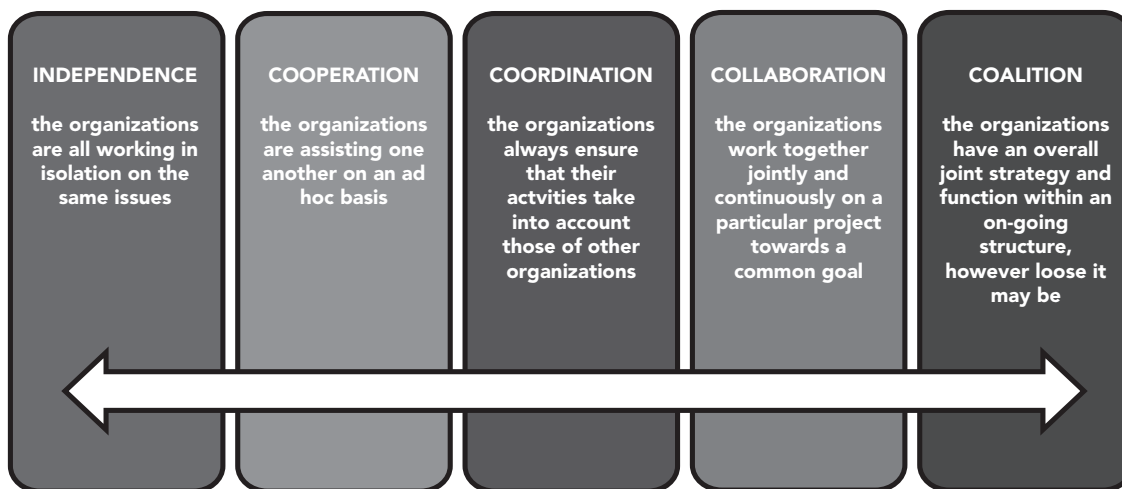 INDEPENDENCE
the organizations
are all working in
isolation on the
same issues
COOPERATION
the organizations
are assisting one
another on an ad
hoc basis
COORDINATION
the organizations
always ensure
that their
actvities take
into account
those of other
organizations
COLLABORATION
the organizations
work together
jointly and
continuously on a
particular project
towards a
common goal
COALITION
the organizations
have an overall
joint strategy and
function within an
on-going
structure,
however loose it
may be